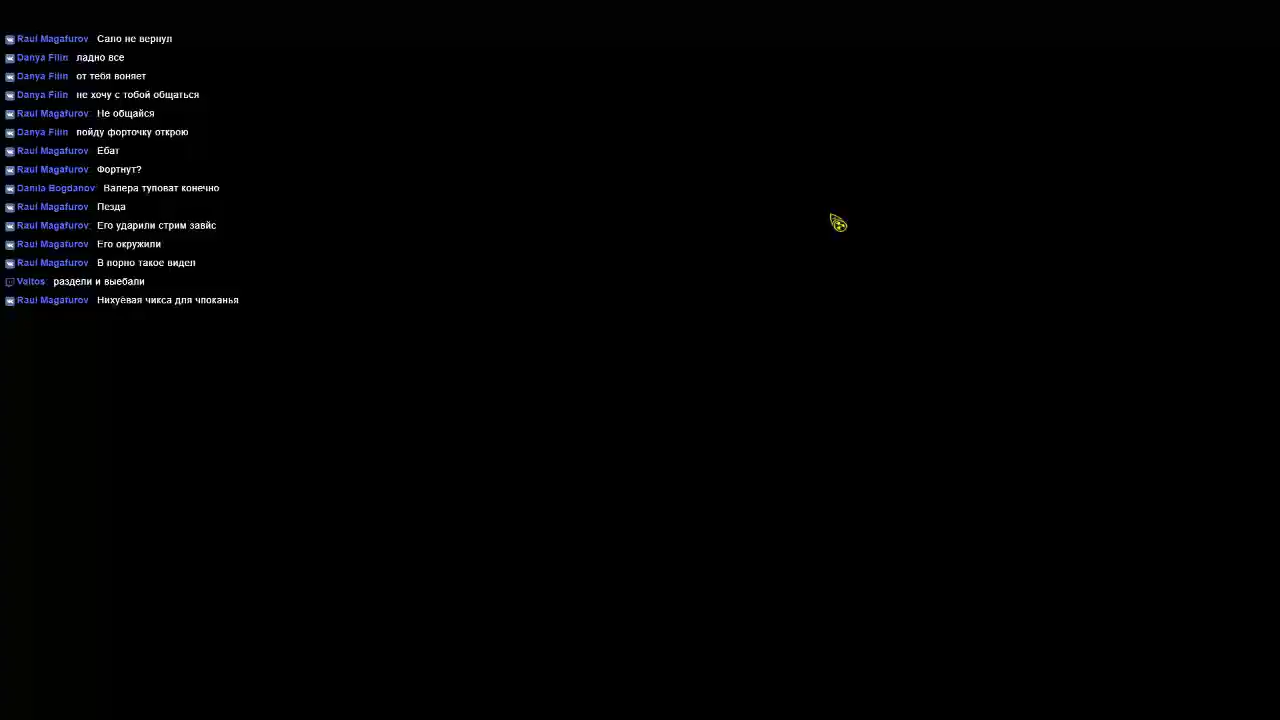 Raul Magafurov Сало не вернул
Danya Filin ладно все
Danya Filin от тебя воняет
Danya Filin не хочу с тобой общаться
Raul Magafurov Не общайся
Danya Filin пойду форточку открою
Raul Magafurov Ебат
Raul Magafurov Фортнут?
Danila Bogdanov Валера туповат конечно
Raul Magafurov Пезда
Raul Magafurov Его ударили стрим завйс
Raul Magafurov Его окружили
Raul Magafurov В порно такое видел
Veitos раздели и выебали
Raul Magafurov Нихуёвая чикса для чпоканья